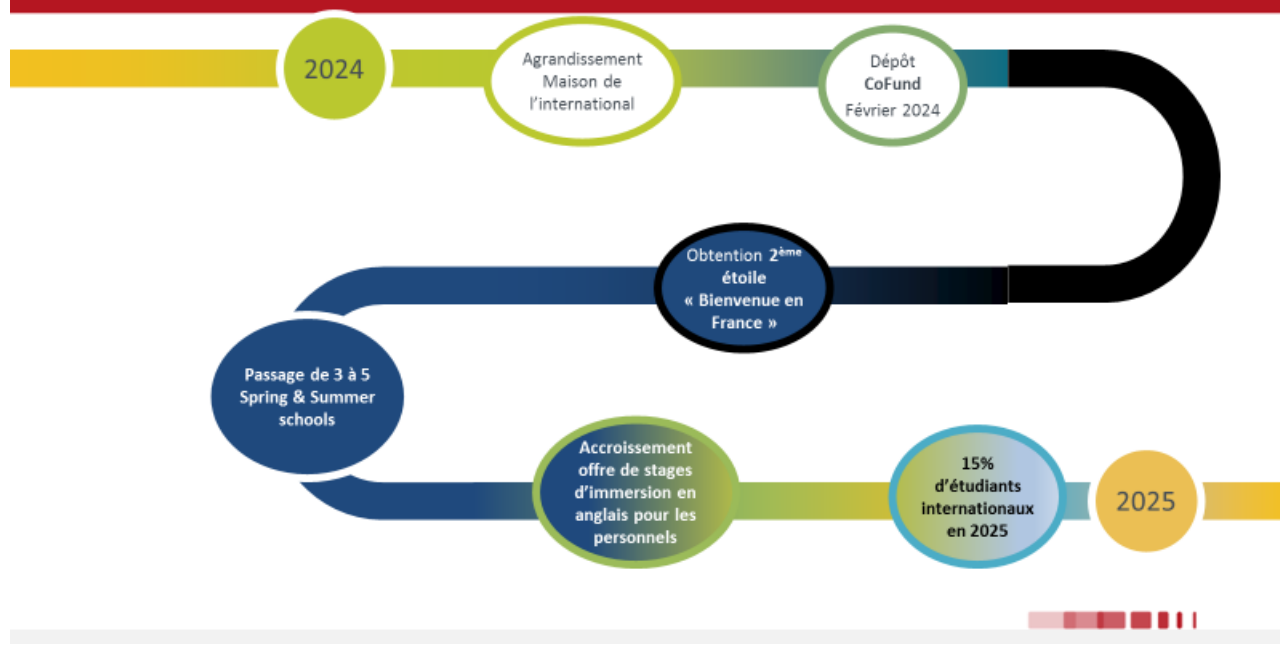 2024
Agrandissement
Maison de
l'international
Dépôt
CoFund
Février 2024
Obtention 2ème
étoile
« Bienvenue en
France »
Passage de 3 à 5
Spring & Summer
schools
Accroissement
offre de stages
d'immersion en
anglais pour les
personnels
15%
d'étudiants
internationaux
en 2025
2025